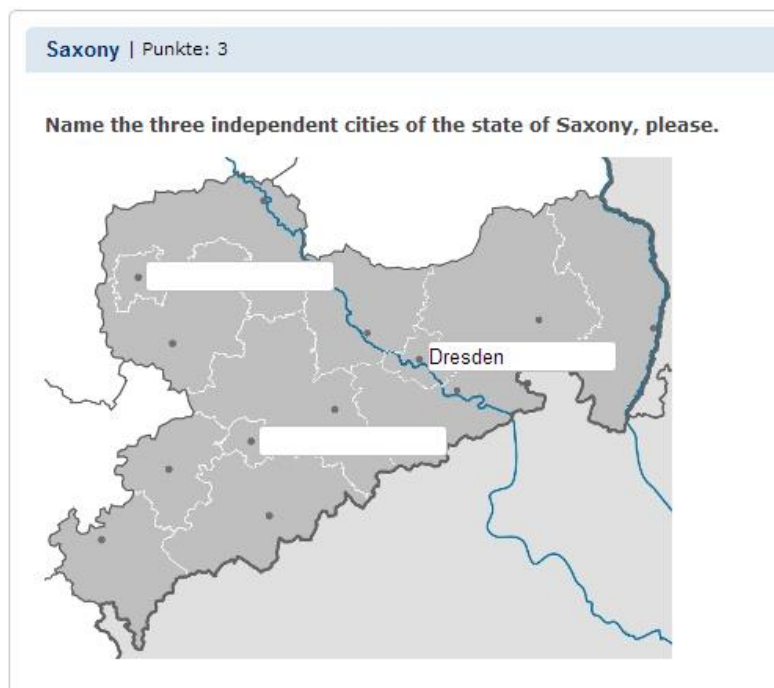 Saxony | Punkte: 3
Name the three independent cities of the state of Saxony, please.
Dresden